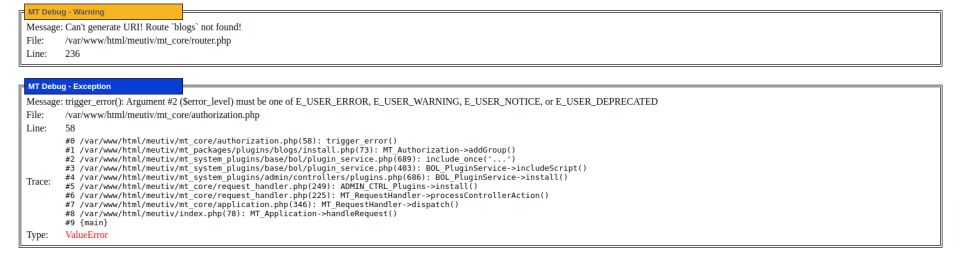 MT Debug - Warning
Message: Can't generate URI! Route `blogs` not found!
File: /var/www/html/meutiv/mt_core/router.php
Line: 236
MT Debug - Exception
Message: trigger_error(): Argument #2 ($error_level) must be one of E_USER_ERROR, E_USER_WARNING, E_USER_NOTICE, or E_USER_DEPRECATED
File: /var/www/html/meutiv/mt_core/authorization.php
Line: 58
Trace:
#0 /var/www/html/meutiv/mt_core/authorization.php(58): trigger_error()
#1 /var/www/html/meutiv/mt_packages/plugins/blogs/install.php(73): MT_Authorization->addGroup()
#2 /var/www/html/meutiv/mt_system_plugins/base/bol/plugin_service.php(689): include_once('...')
#3 /var/www/html/meutiv/mt_system_plugins/base/bol/plugin_service.php(403): BOL_PluginService->includeScript()
#4 /var/www/html/meutiv/mt_system_plugins/admin/controllers/plugins.php(686): BOL_PluginService->install()
#5 /var/www/html/meutiv/mt_core/request_handler.php(249): ADMIN_CTRL_Plugins->install()
#6 /var/www/html/meutiv/mt_core/request_handler.php(225): MT_RequestHandler->processControllerAction()
#7 /var/www/html/meutiv/mt_core/application.php(346): MT_RequestHandler->dispatch()
#8 /var/www/html/meutiv/index.php(78): MT_Application->handleRequest()
#9 {main}
Type: ValueError